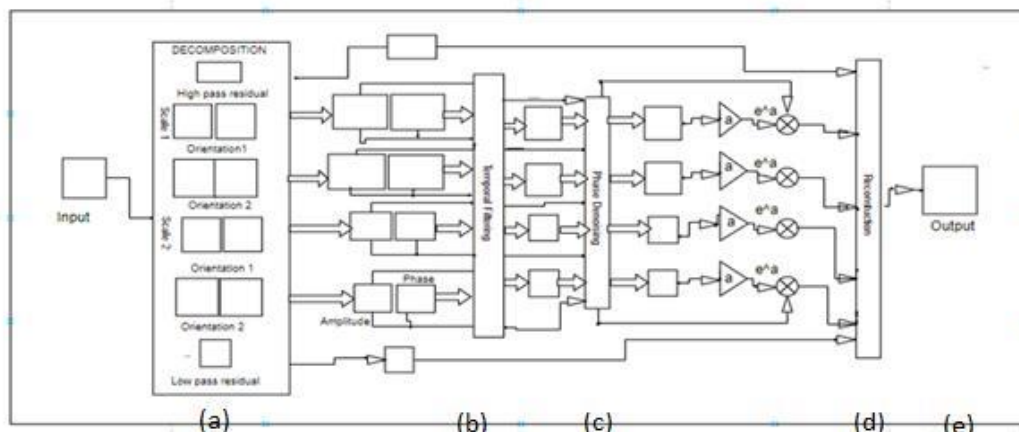 DECOMPOSITION
High pass residual
Scale 1
Orientation1
Orientation 2
Scale 2
Orientation 1
Orientation 2
Low pass residual
Input
Phase
Amplitude
Temporal Filtering
Phase Denoising
a
e^a
a
e^a
a
e^a
a
e^a
Reconduction
Output
(a)
(b)
(c)
(d)
(e)